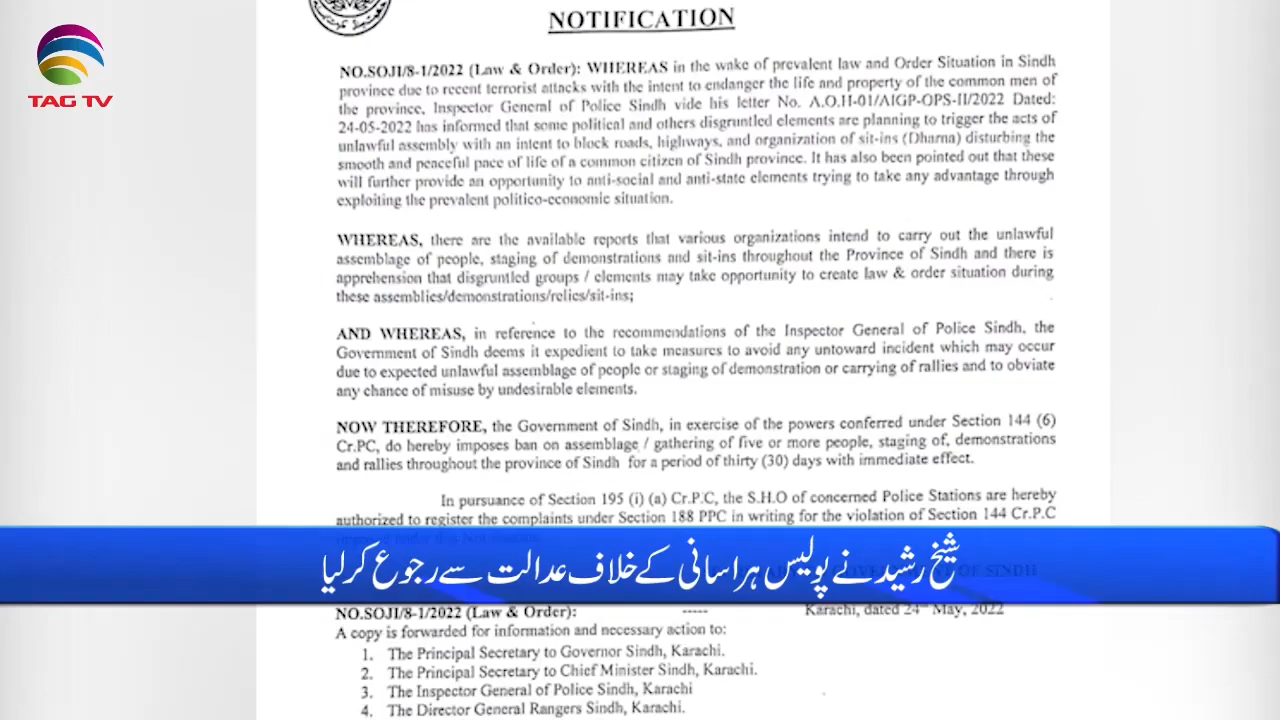 NOTIFICATION
TAG TV
NO.SOJI/8-1/2022 (Law & Order): WHEREAS in the wake of prevalent law and Order Situation in Sindh
province due to recent terrorist attacks with the intent to endanger the life and property of the common men of
the province, Inspector General of Police Sindh vide his letter No. A.O.H-01/AIGP-OPS-II/2022 Dated:
24-05-2022 has informed that some political and others disgruntled elements are planning to trigger the acts of
unlawful assembly with an intent to block roads, highways, and organization of sit-ins (Dharna) disturbing the
smooth and peaceful pace of life of a common citizen of Sindh province. It has also been pointed out that these
will further provide an opportunity to anti-social and anti-state elements trying to take any advantage through
exploiting the prevalent politico-economic situation.
WHEREAS, there are the available reports that various organizations intend to carry out the unlawful
assemblage of people, staging of demonstrations and sit-ins throughout the Province of Sindh and there is
apprehension that disgruntled groups / elements may take opportunity to create law & order situation during
these assemblies/demonstrations/relies/sit-ins;
AND WHEREAS, in reference to the recommendations of the Inspector General of Police Sindh, the
Government of Sindh deems it expedient to take measures to avoid any untoward incident which may occur
due to expected unlawful assemblage of people or staging of demonstration or carrying of rallies and to obviate
any chance of misuse by undesirable elements.
NOW THEREFORE, the Government of Sindh, in exercise of the powers conferred under Section 144 (6)
Cr.PC, do hereby imposes ban on assemblage / gathering of five or more people, staging of, demonstrations
and rallies throughout the province of Sindh for a period of thirty (30) days with immediate effect.
In pursuance of Section 195 (i) (a) Cr.P.C, the S.H.O of concerned Police Stations are hereby
authorized to register the complaints under Section 188 PPC in writing for the violation of Section 144 Cr.P.C
شیخ رشید نے پولیس ہراسانی کے خلاف عدالت سے رجوع کرلیا
OF SINDH
NO.SOJI/8-1/2022 (Law & Order): ----- Karachi, dated 24th May, 2022
A copy is forwarded for information and necessary action to:
1. The Principal Secretary to Governor Sindh, Karachi.
2. The Principal Secretary to Chief Minister Sindh, Karachi.
3. The Inspector General of Police Sindh, Karachi
4. The Director General Rangers Sindh, Karachi.